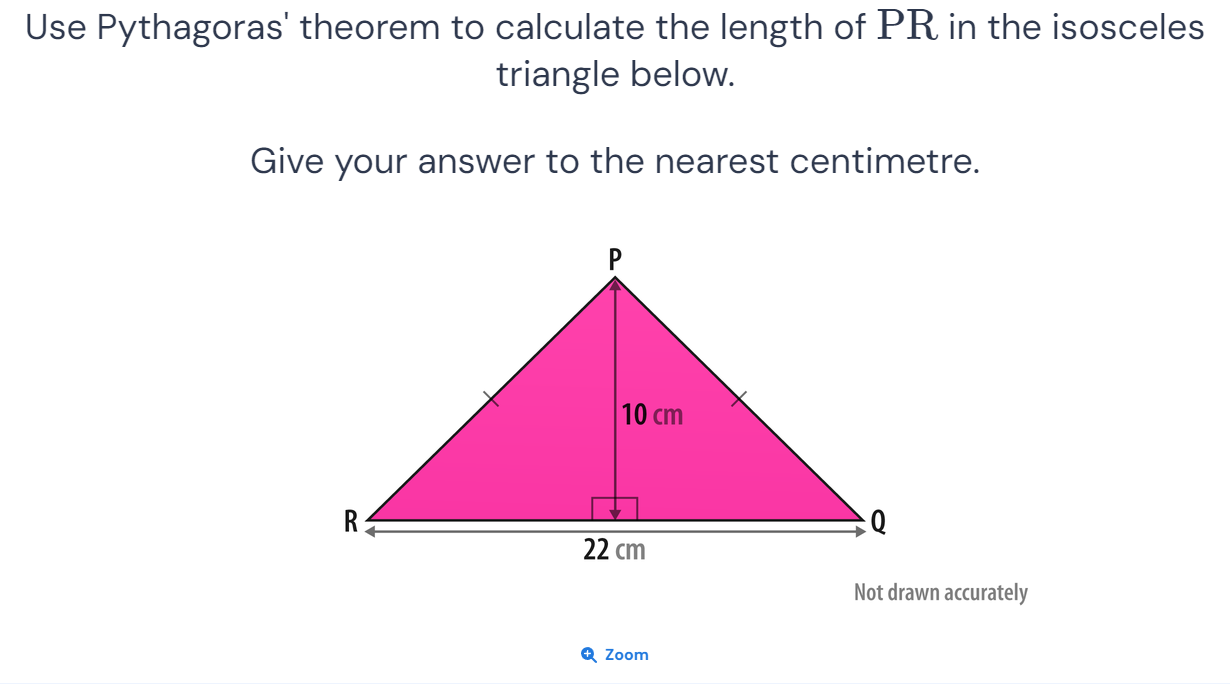 Use Pythagoras' theorem to calculate the length of PR in the isosceles
triangle below.
Give your answer to the nearest centimetre.
P
10 cm
R
Q
22 cm
Not drawn accurately
Zoom